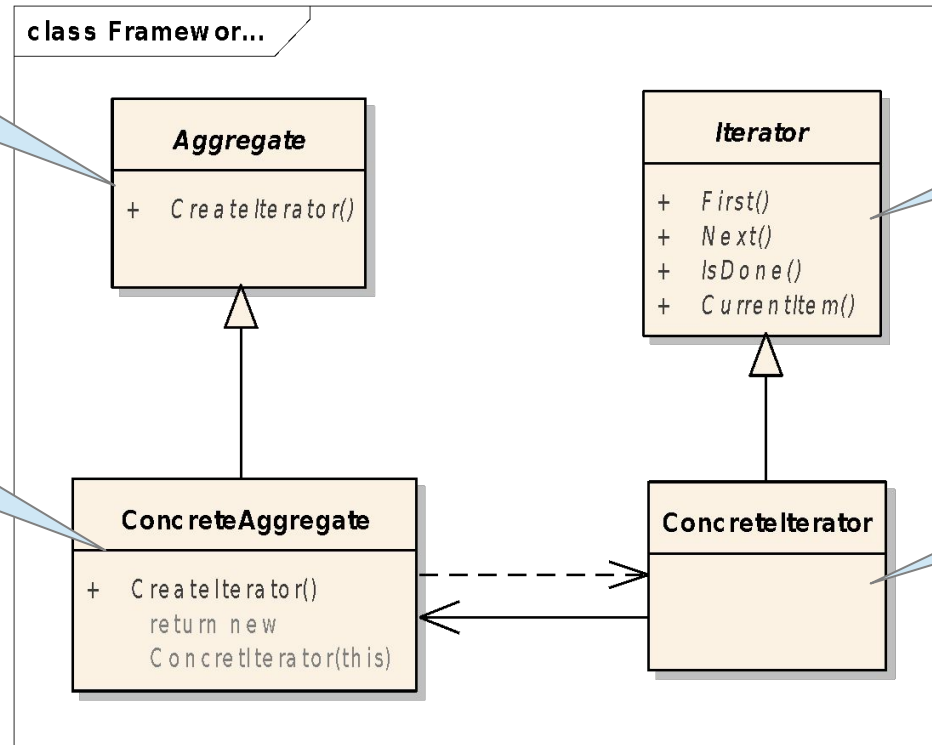 class Framewor...
Aggregate
+ CreateIterator()
Iterator
+ First()
+ Next()
+ IsDone()
+ CurrentItem()
ConcreteAggregate
+ CreateIterator()
return new
ConcretIterator(this)
ConcreteIterator